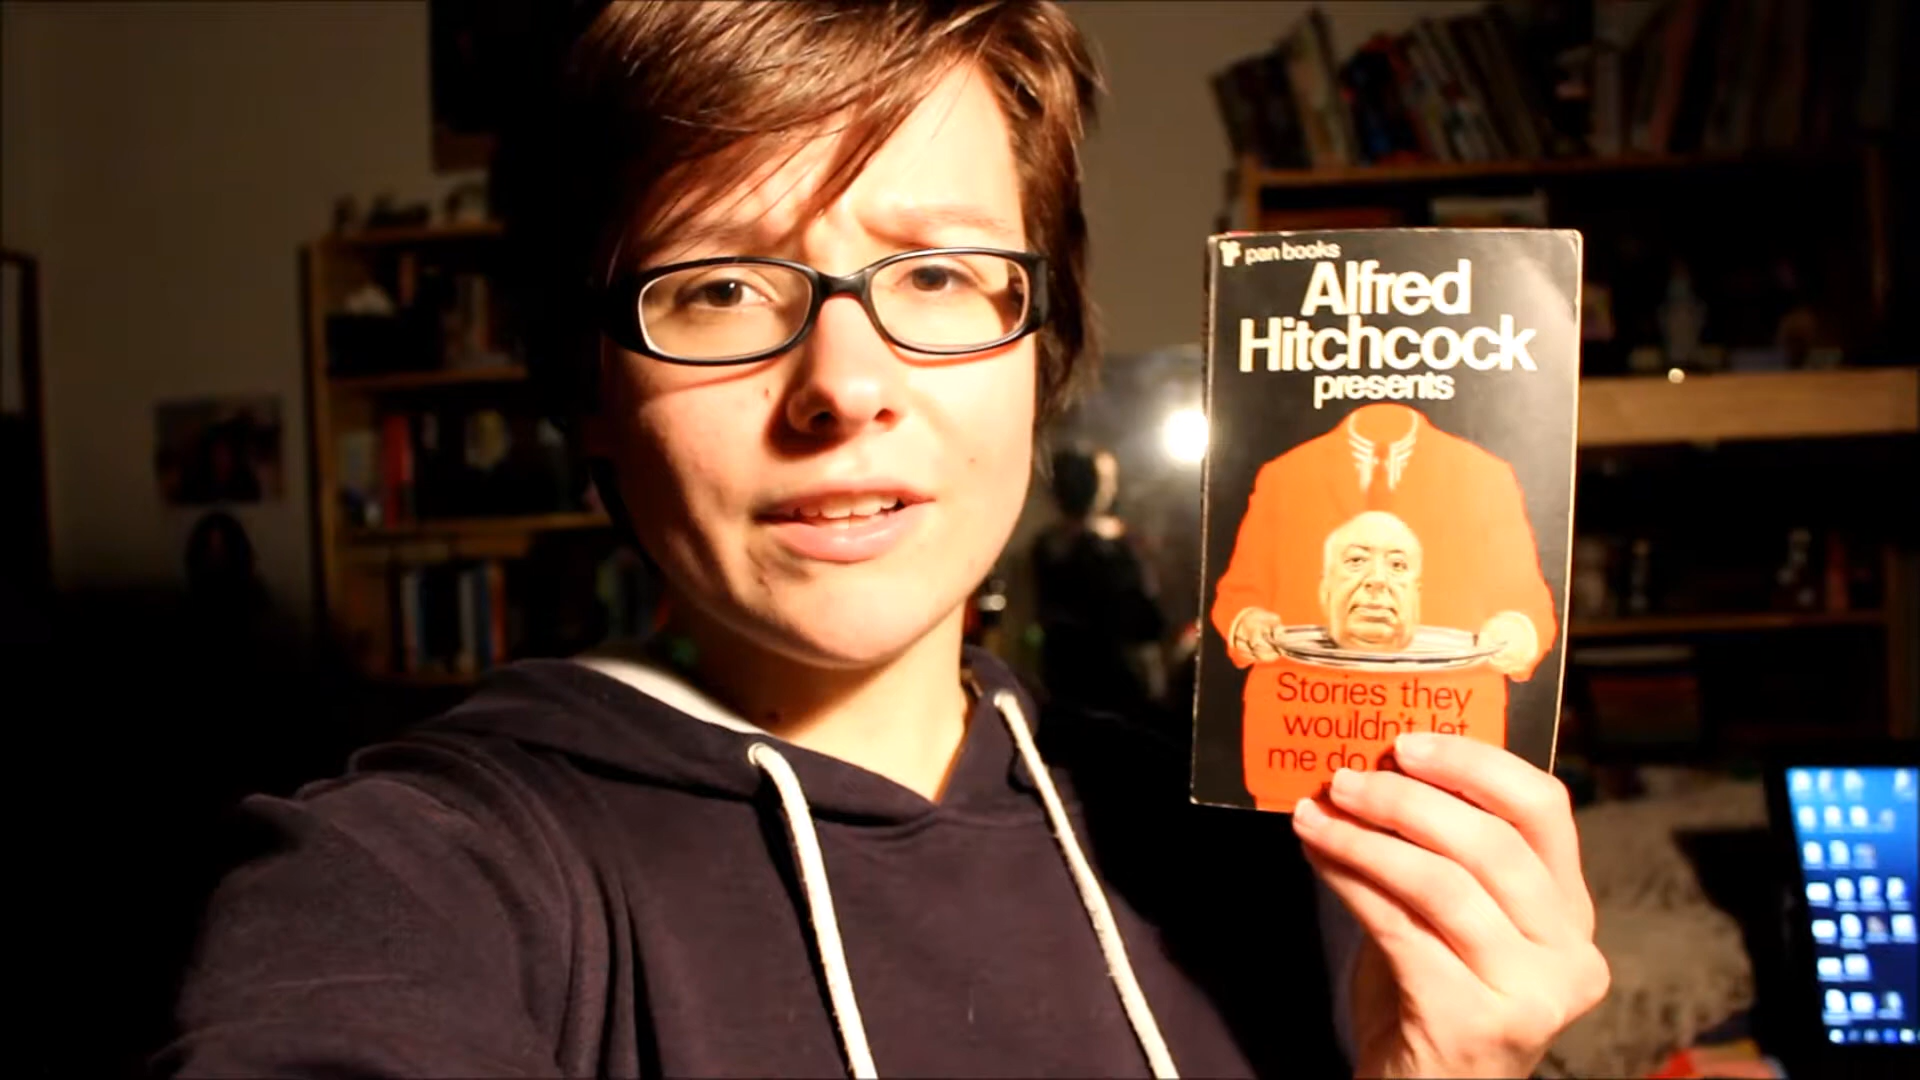 pan books
Alfred
Hitchcock
presents
Stories they
wouldn't let
me do